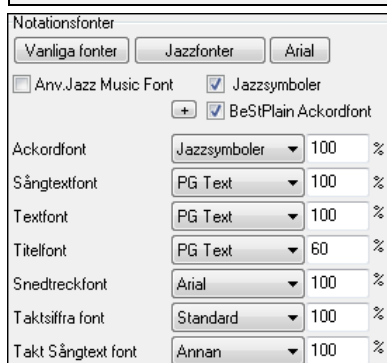 Notationsfonter
Vanliga fonter Jazzfonter Arial
Anv.Jazz Music Font Jazzsymboler
+ BeStPlain Ackordfont
Ackordfont Jazzsymboler 100 %
Sångtextfont PG Text 100 %
Textfont PG Text 100 %
Titelfont PG Text 60 %
Snedtreckfont Arial 100 %
Taktsiffra font Standard 100 %
Takt Sångtext font Annan 100 %